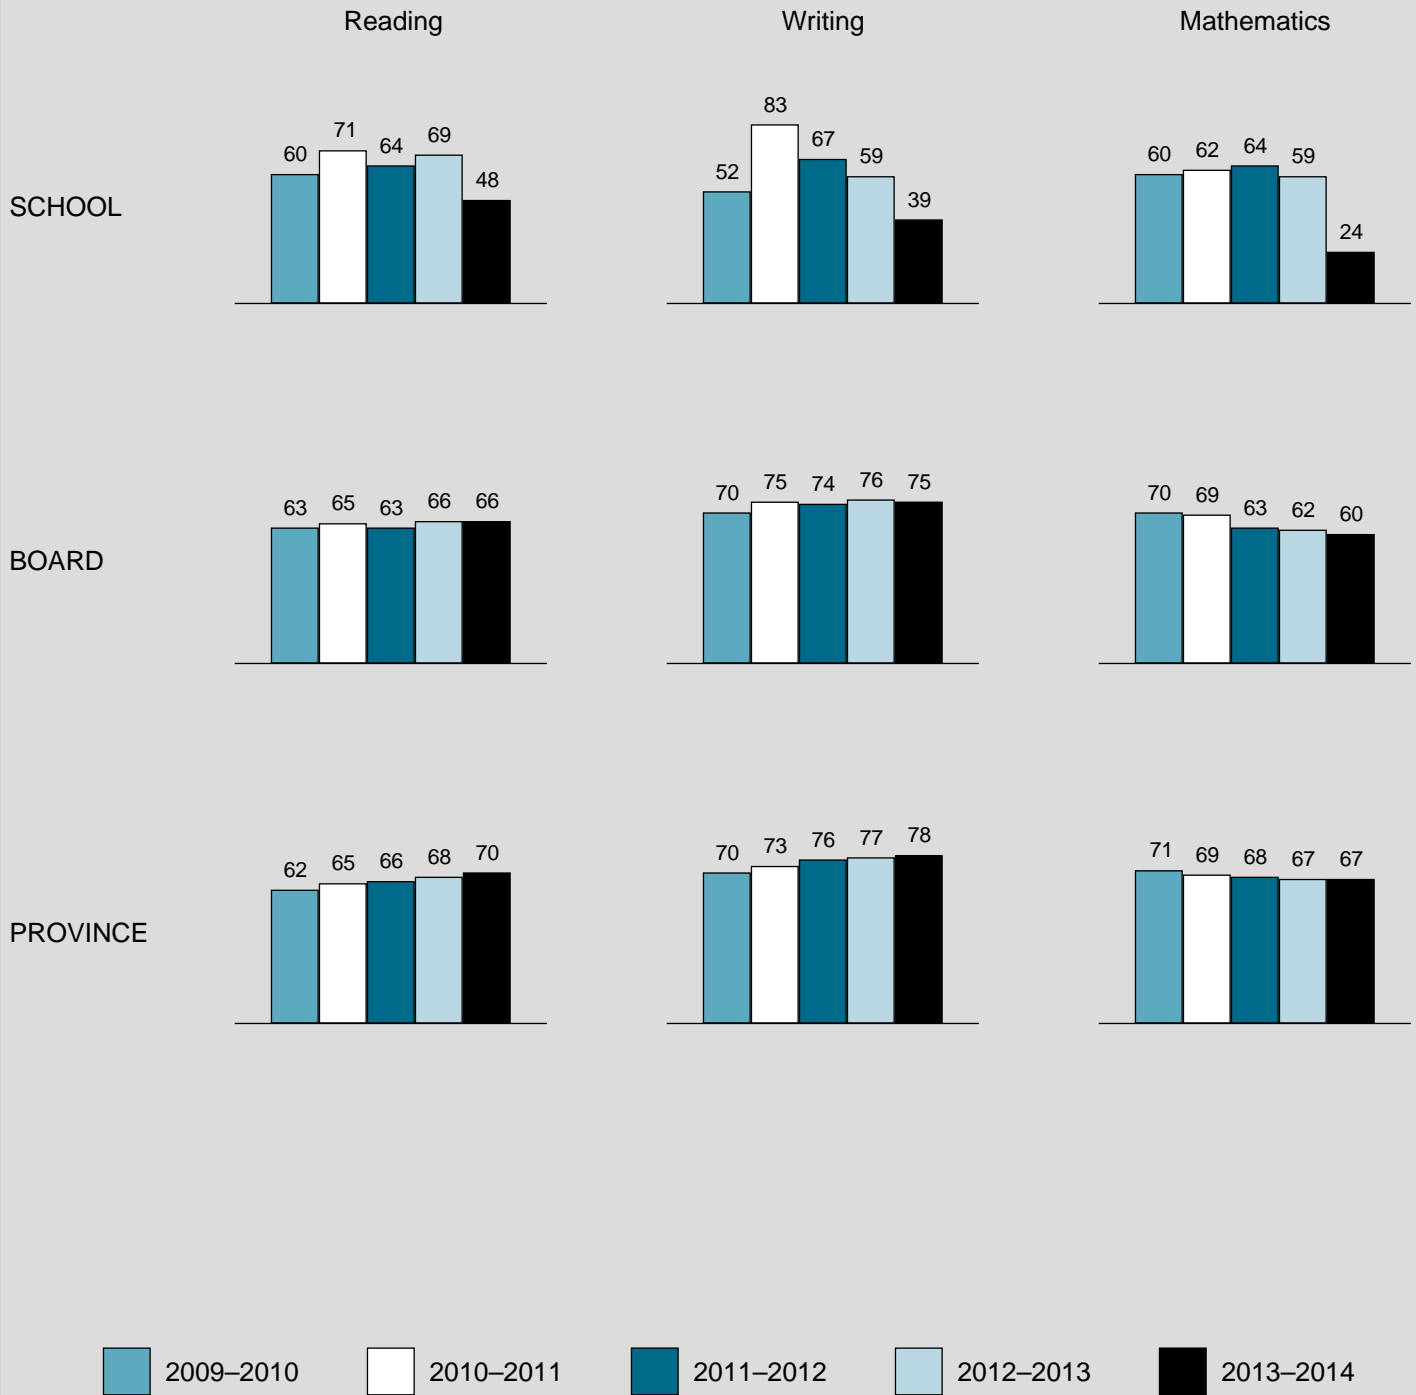 Reading Writing Mathematics
SCHOOL
60 71 64 69 48
52 83 67 59 39
60 62 64 59 24
BOARD
63 65 63 66 66
70 75 74 76 75
70 69 63 62 60
PROVINCE
62 65 66 68 70
70 73 76 77 78
71 69 68 67 67
2009–2010 2010–2011 2011–2012 2012–2013 2013–2014